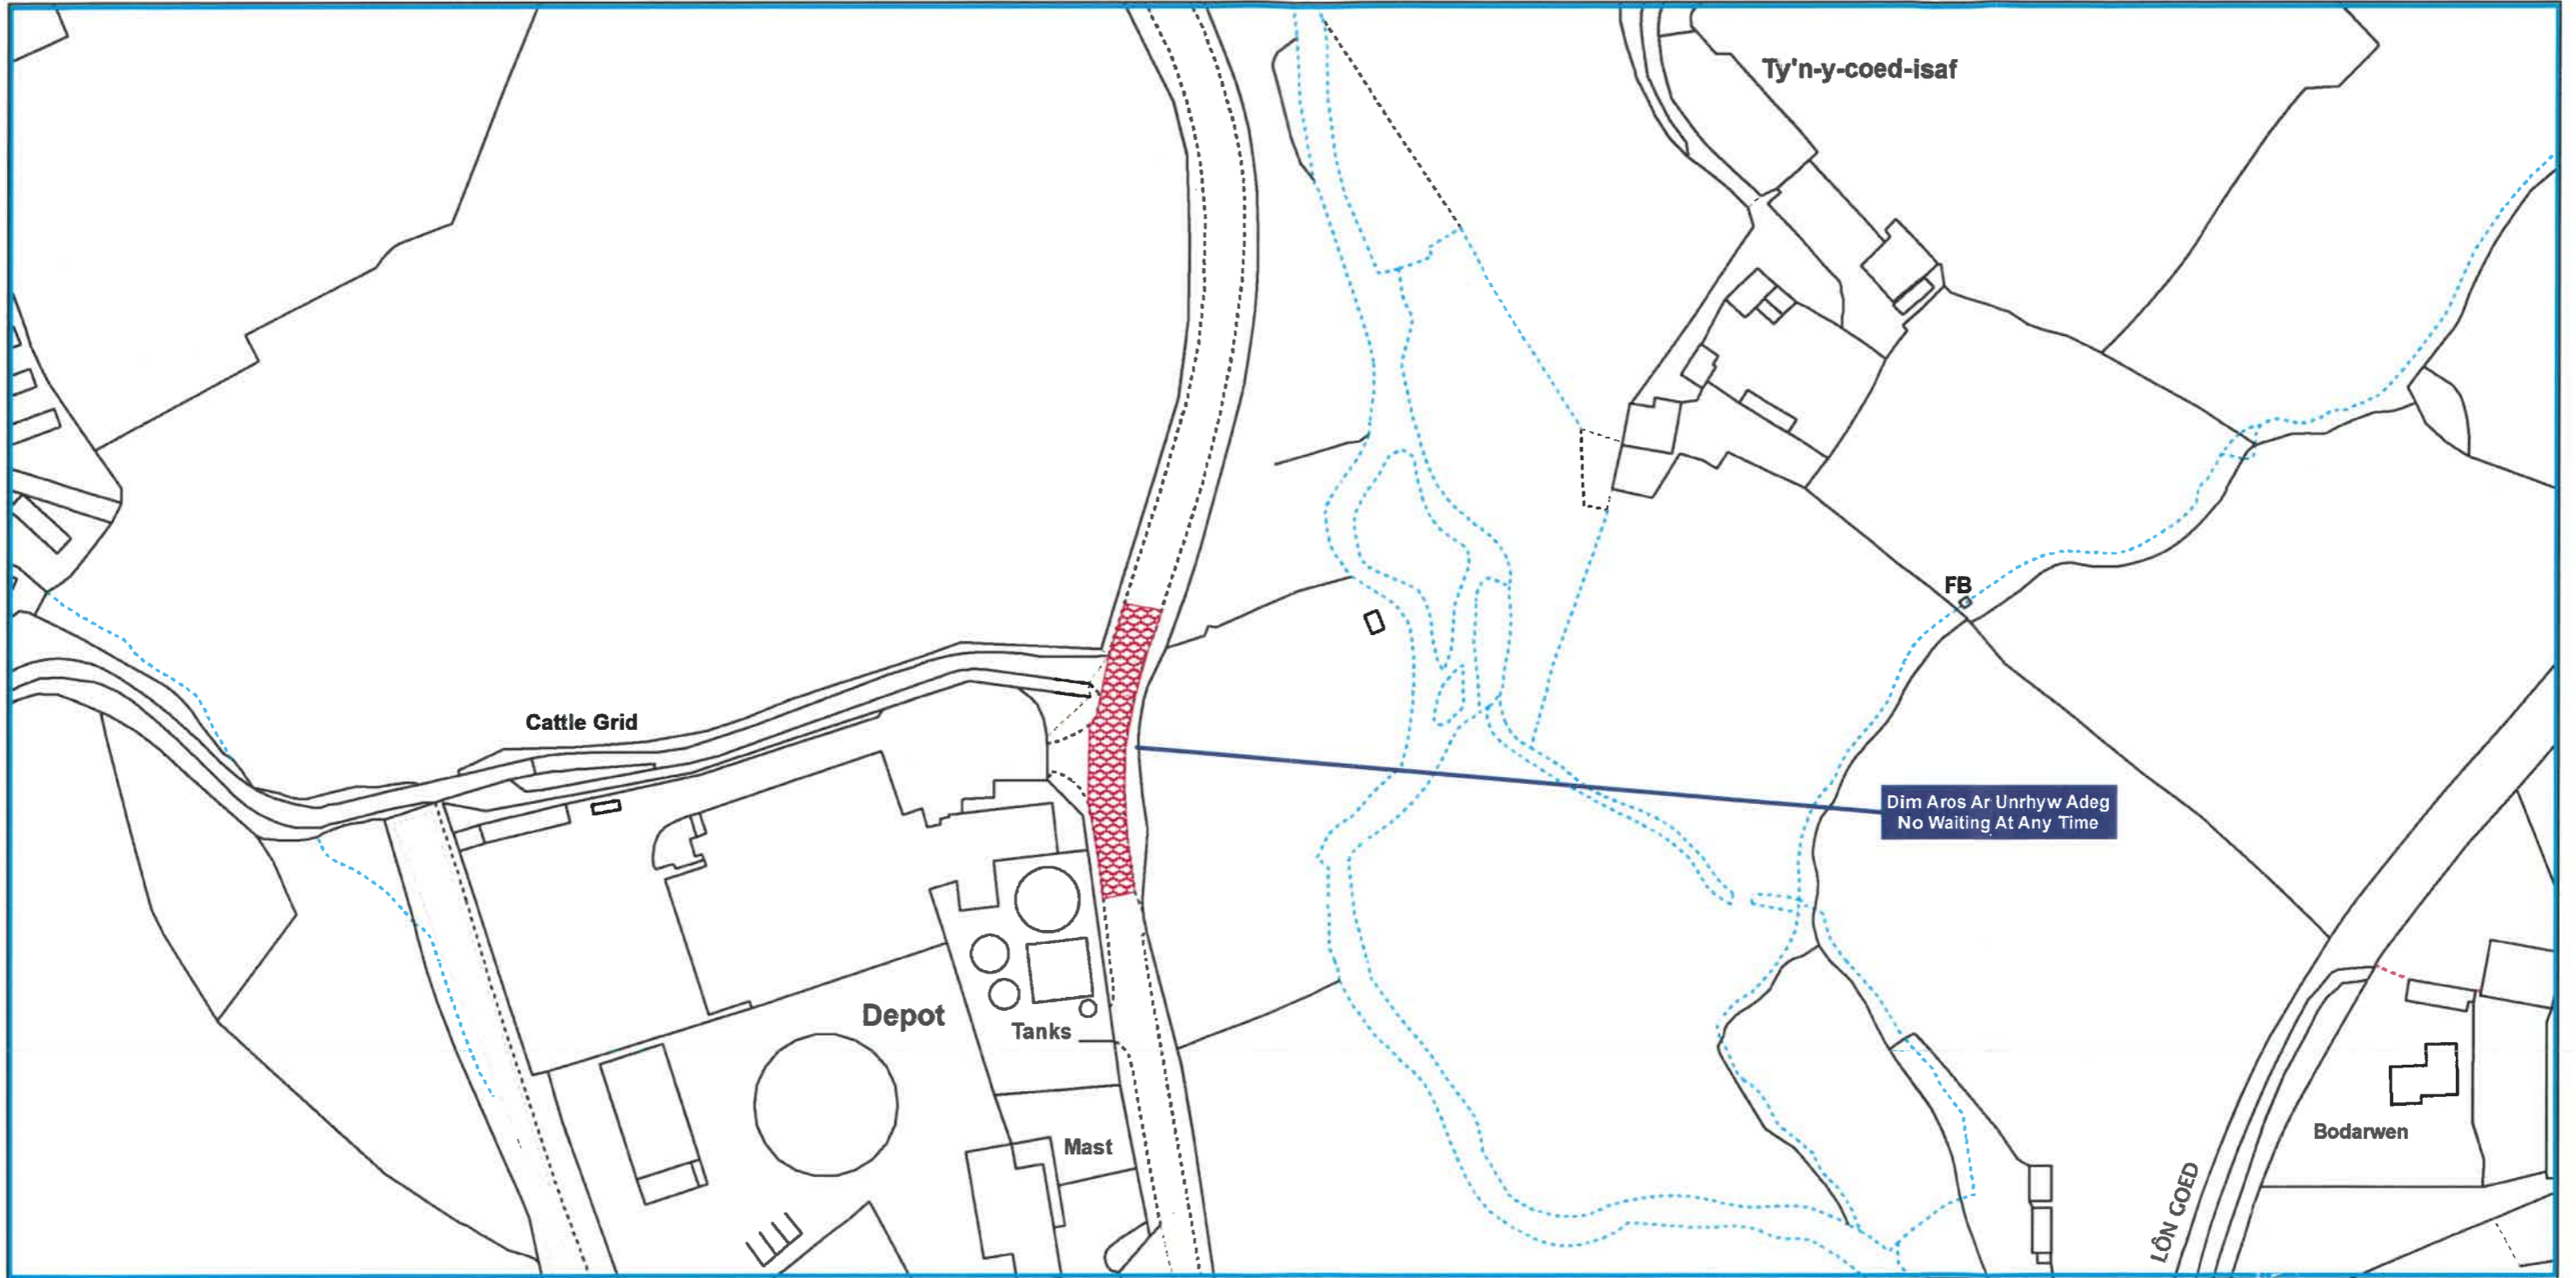 Ty'n-y-coed-isaf
FB
Cattle Grid
Dim Aros Ar Unrhyw Adeg
No Waiting At Any Time
Depot
Tanks
Mast
Bodarwen
LÔN GOED